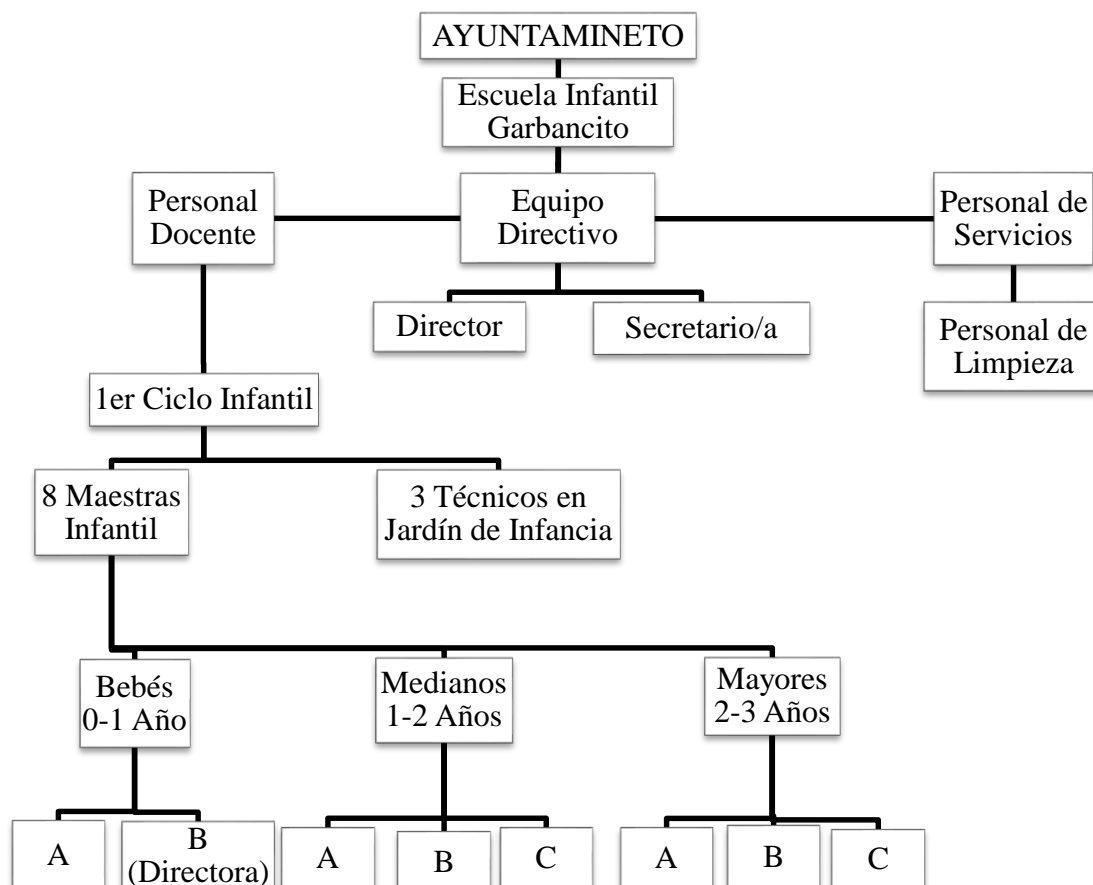 AYUNTAMINETO
Escuela Infantil
Garbancito
Personal
Docente
Equipo
Directivo
Personal de
Servicios
Director
Secretario/a
Personal de
Limpieza
1er Ciclo Infantil
8 Maestras
Infantil
3 Técnicos en
Jardín de Infancia
Bebés
0-1 Año
Medianos
1-2 Años
Mayores
2-3 Años
A
B
(Directora)
A
B
C
A
B
C